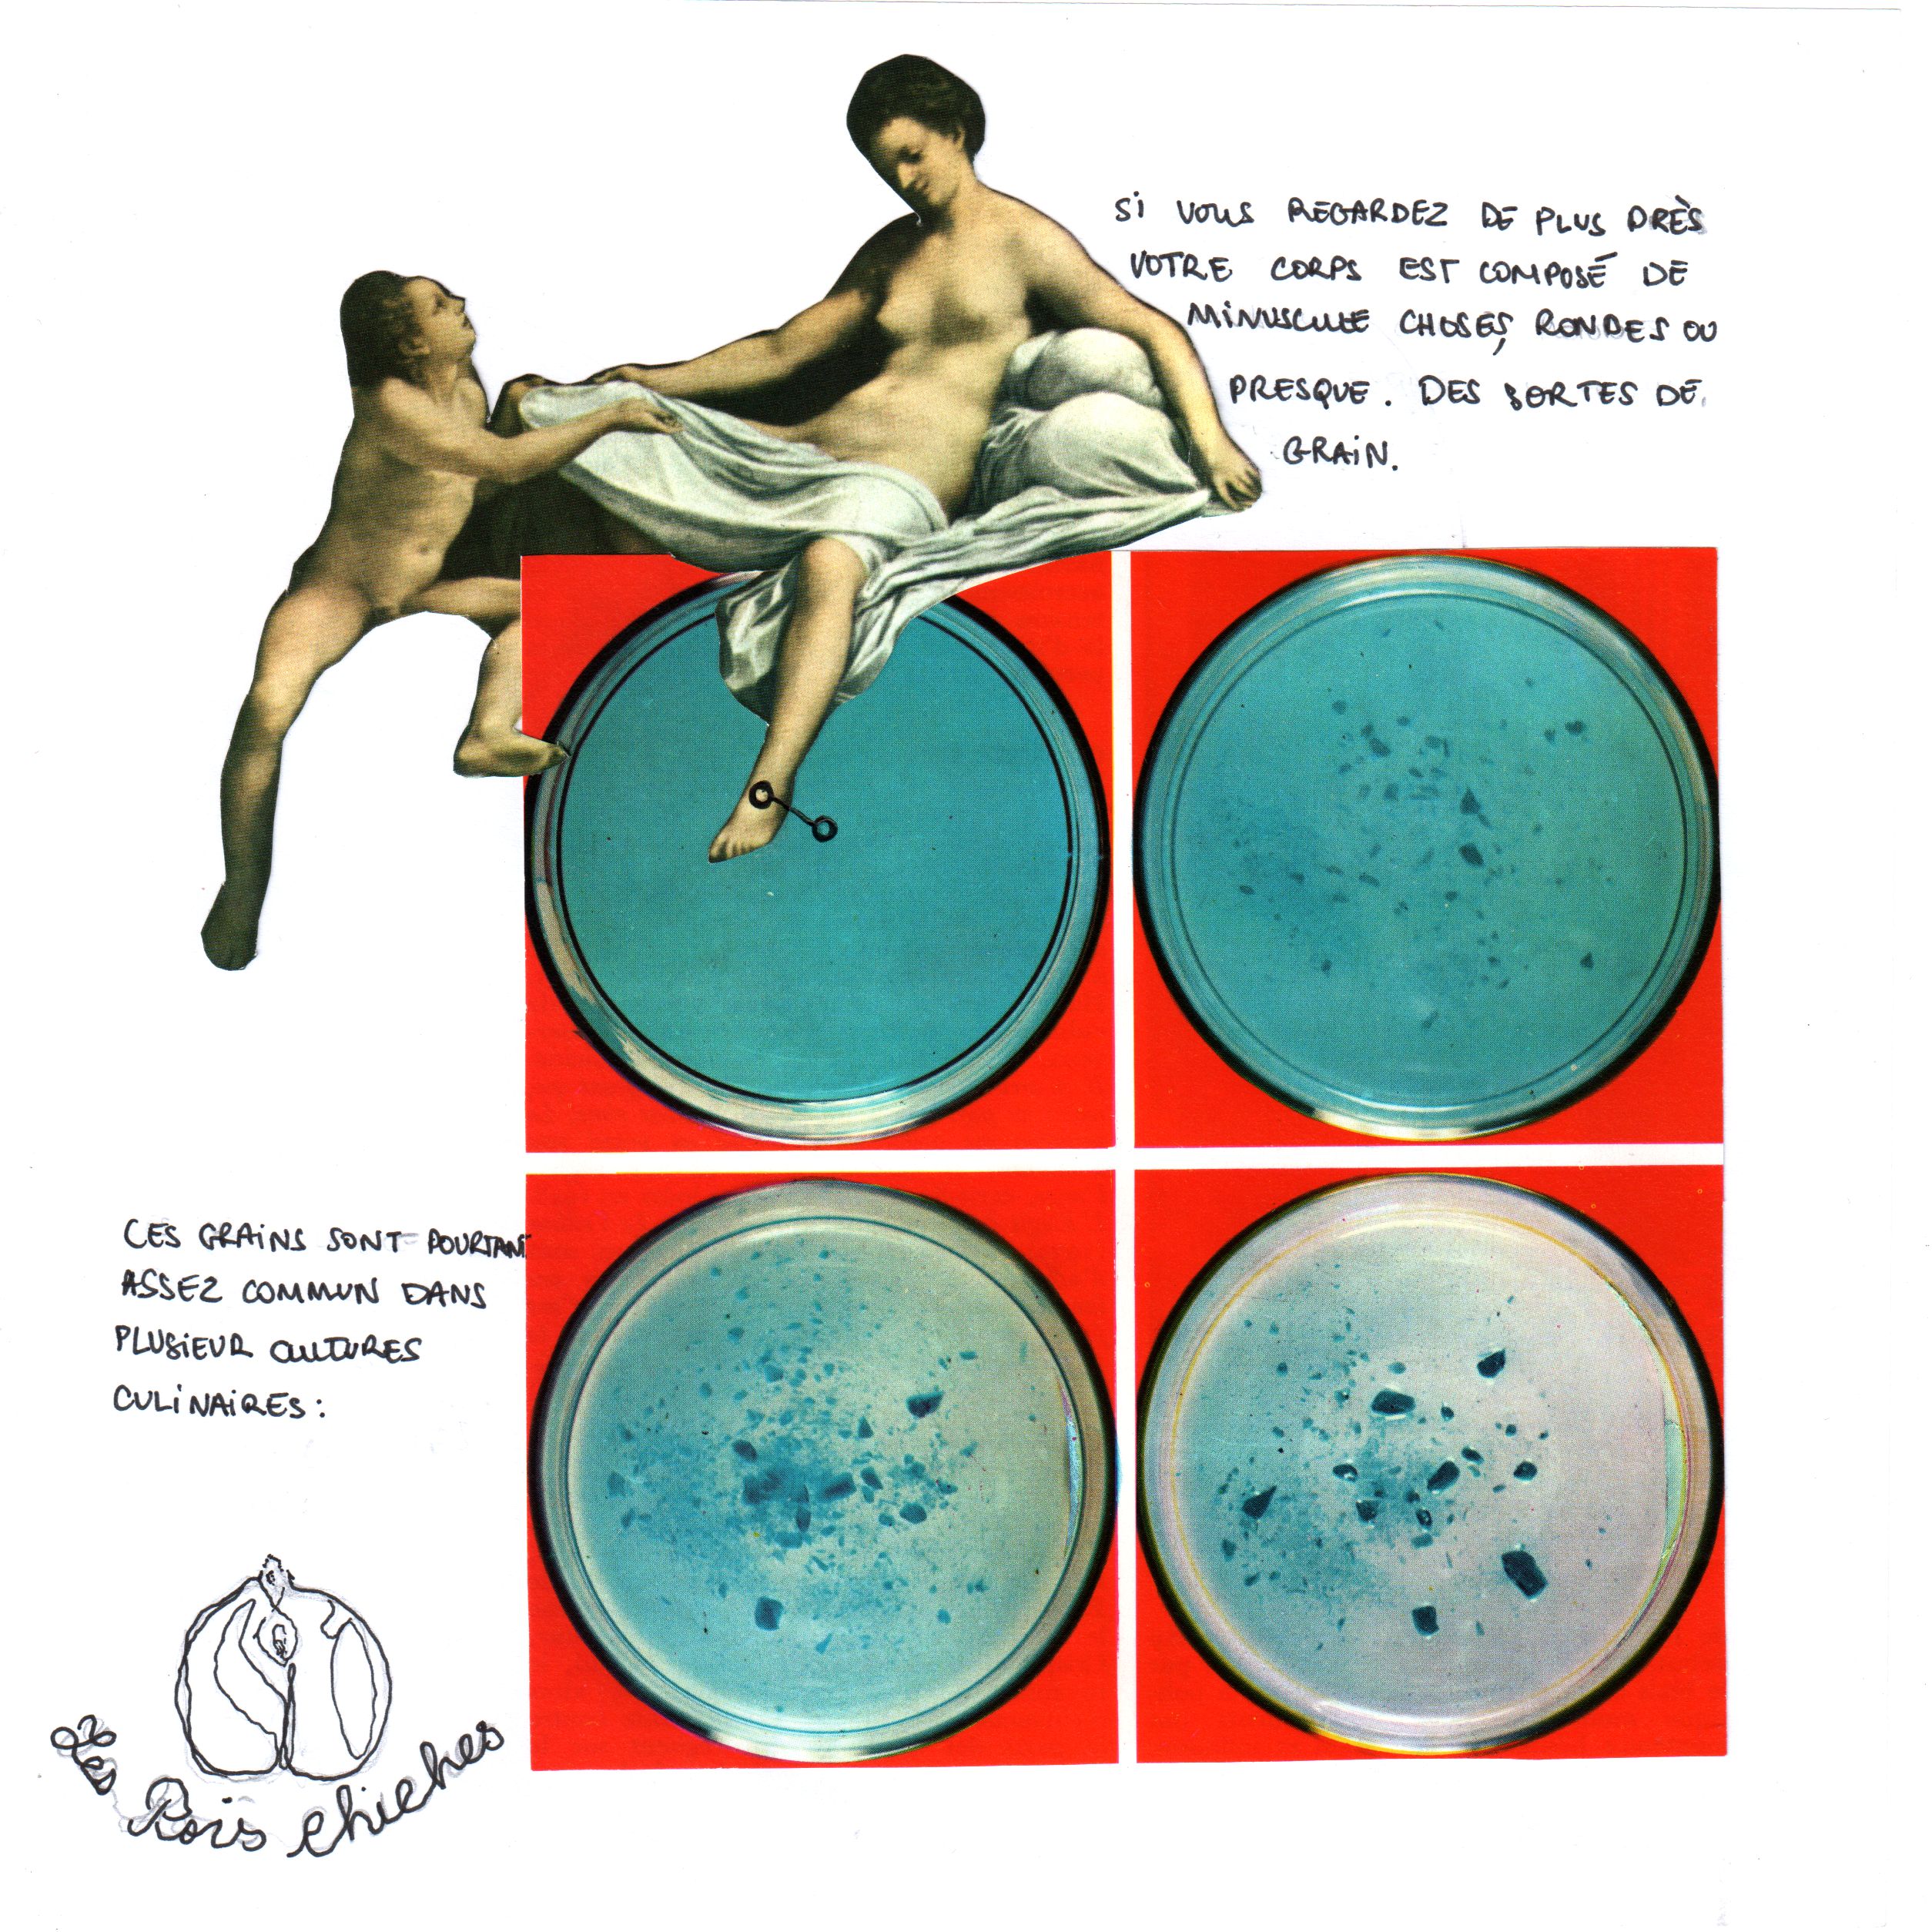 Si VOUS REGARDEZ DE PLUS PRÈS
VOTRE CORPS EST COMPOSÉ DE
MiNUSCULE CHOSES, RONDES OU
PRESQUE. DES SORTES DE
GRAiN.
CES GRAiNS SONT POURTANT
ASSEZ COMMUN DANS
PLUSiEUR CULTURES
CULiNAiRES:
Les Pois chiches